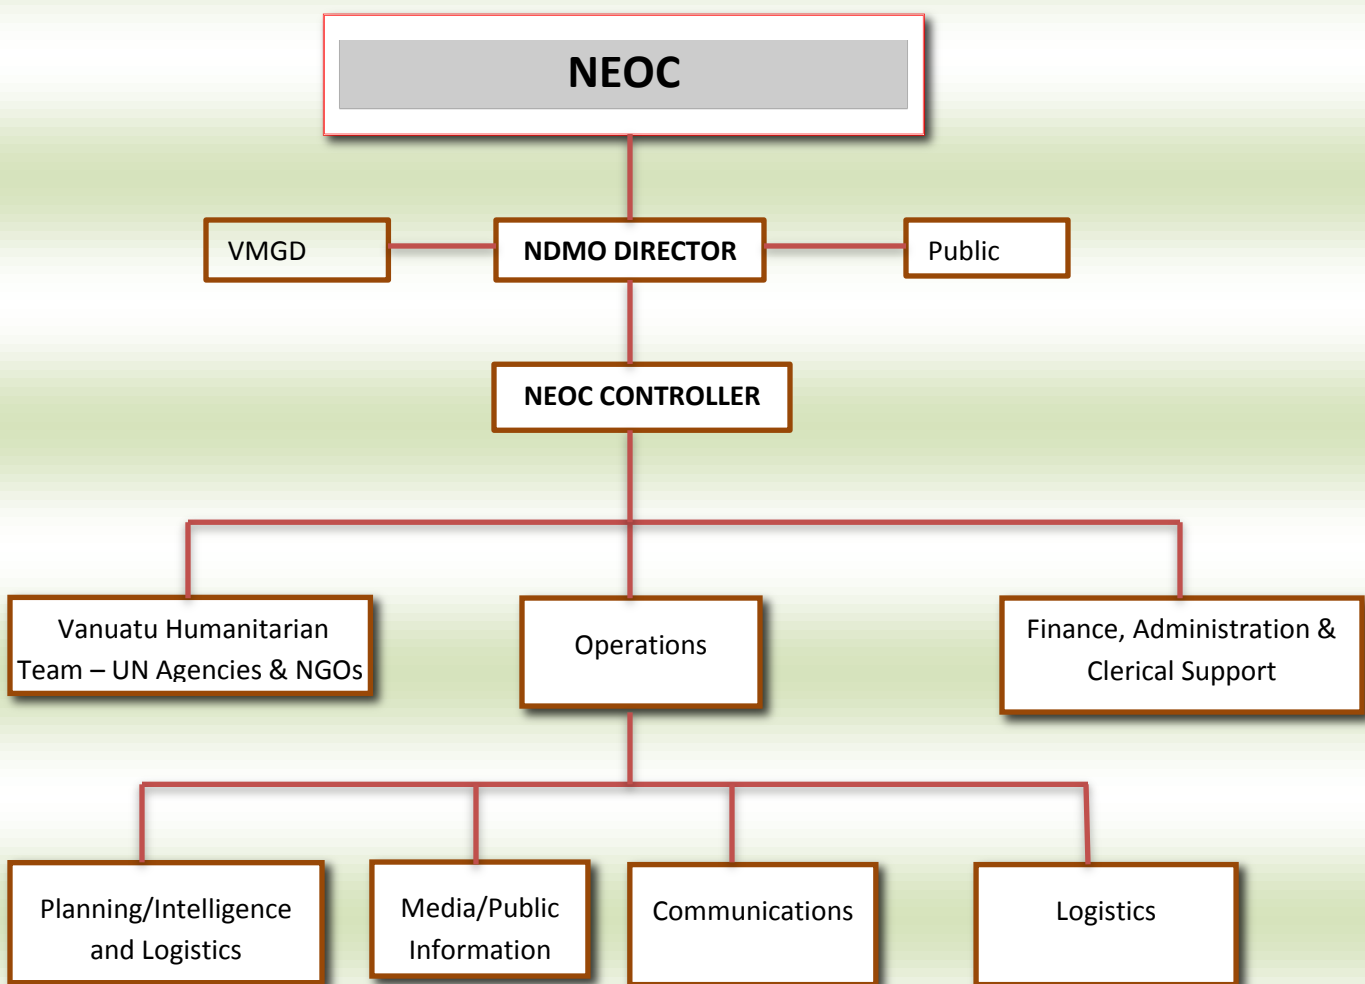 NEOC
VMGD
NDMO DIRECTOR
Public
NEOC CONTROLLER
Vanuatu Humanitarian
Team – UN Agencies & NGOs
Operations
Finance, Administration &
Clerical Support
Planning/Intelligence
and Logistics
Media/Public
Information
Communications
Logistics